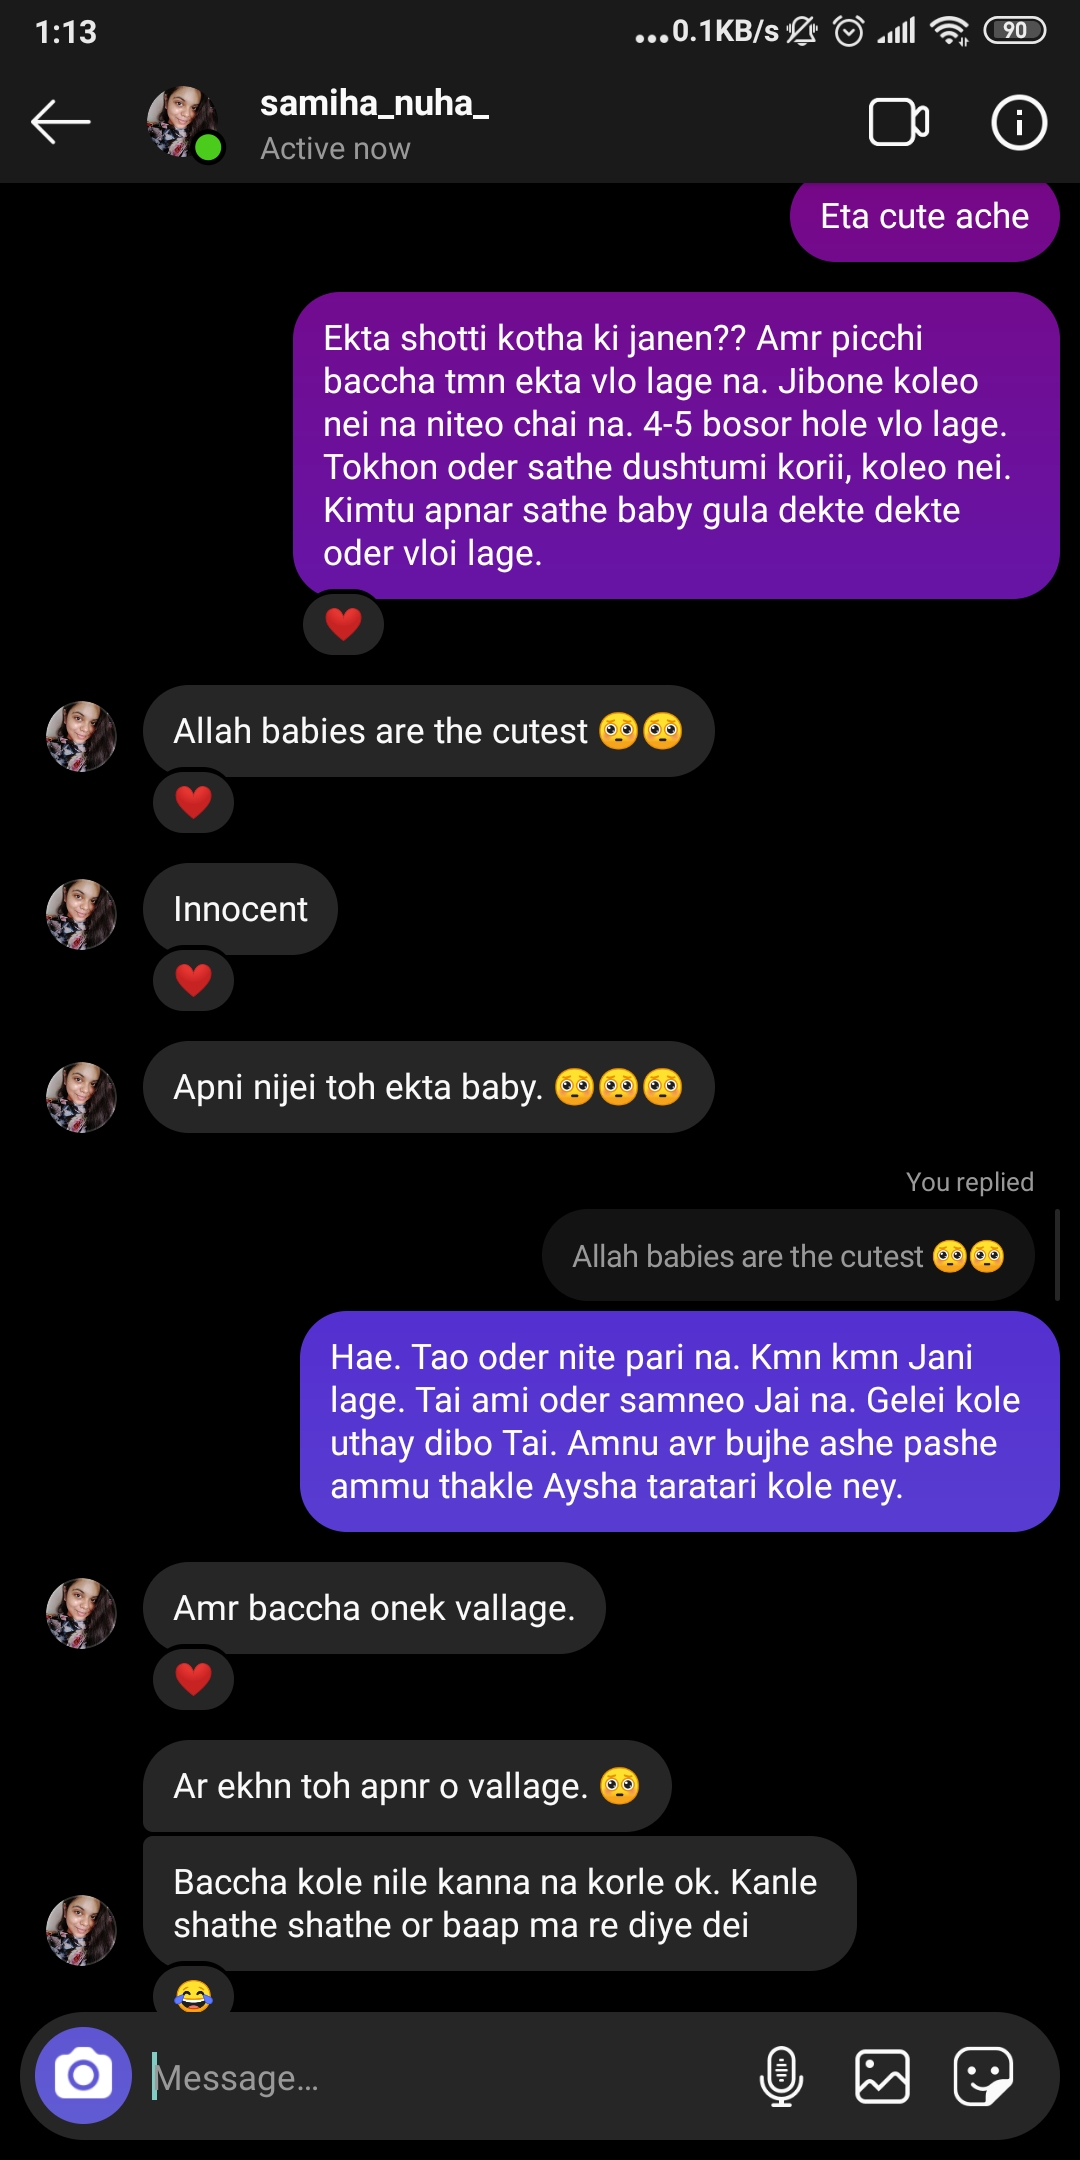 1:13
...0.1KB/s
90
samiha_nuha_
Active now
Eta cute ache
Ekta shotti kotha ki janen?? Amr picchi
baccha tmn ekta vlo lage na. Jibone koleo
nei na niteo chai na. 4-5 bosor hole vlo lage.
Tokhon oder sathe dushtumi korii, koleo nei.
Kimtu apnar sathe baby gula dekte dekte
oder vloi lage.
❤️
Allah babies are the cutest 🥺🥺
❤️
Innocent
❤️
Apni nijei toh ekta baby. 🥺🥺🥺
You replied
Allah babies are the cutest 🥺🥺
Hae. Tao oder nite pari na. Kmn kmn Jani
lage. Tai ami oder samneo Jai na. Gelei kole
uthay dibo Tai. Amnu avr bujhe ashe pashe
ammu thakle Aysha taratari kole ney.
Amr baccha onek vallage.
❤️
Ar ekhn toh apnr o vallage. 🥺
Baccha kole nile kanna na korle ok. Kanle
shathe shathe or baap ma re diye dei
😂
Message...